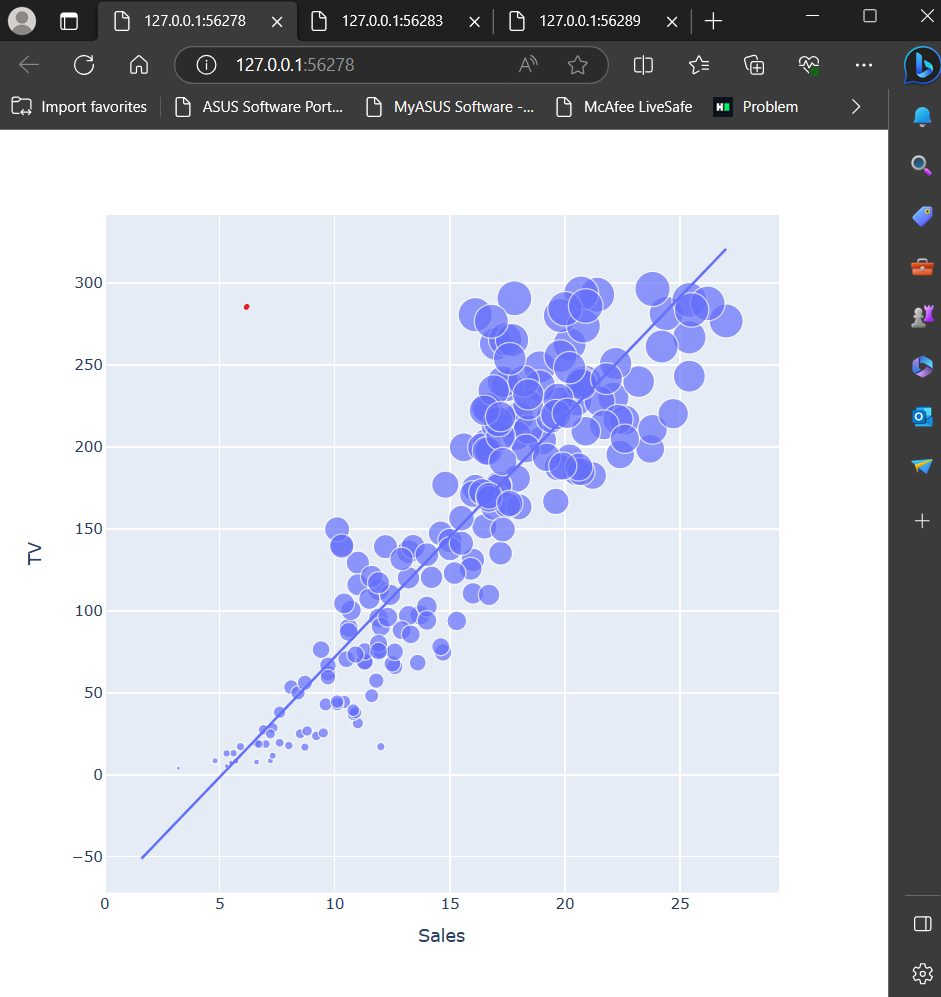 127.0.0.1:56278
127.0.0.1:56283
127.0.0.1:56289
127.0.0.1:56278
Import favorites
ASUS Software Port...
MyASUS Software -...
McAfee LiveSafe
Problem
300
250
200
150
100
50
0
−50
TV
0 5 10 15 20 25
Sales